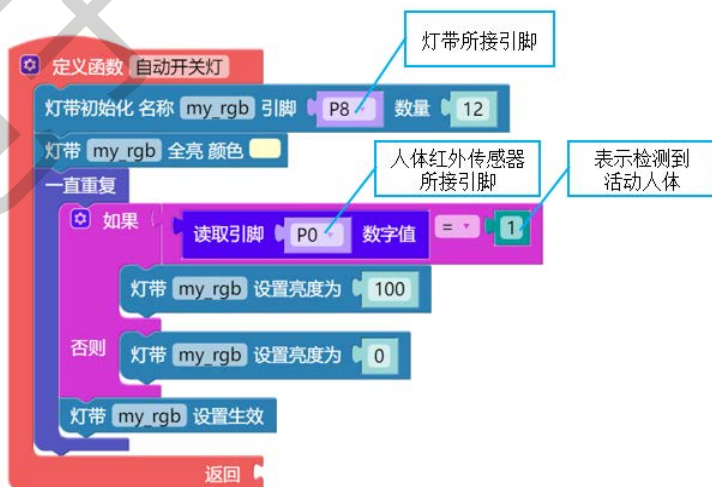 灯带所接引脚
定义函数 自动开关灯
灯带初始化 名称 my_rgb 引脚 P8 数量 12
灯带 my_rgb 全亮 颜色
人体红外传感器
所接引脚
表示检测到
活动人体
一直重复
如果 读取引脚 P0 数字值 = 1
灯带 my_rgb 设置亮度为 100
否则 灯带 my_rgb 设置亮度为 0
灯带 my_rgb 设置生效
返回